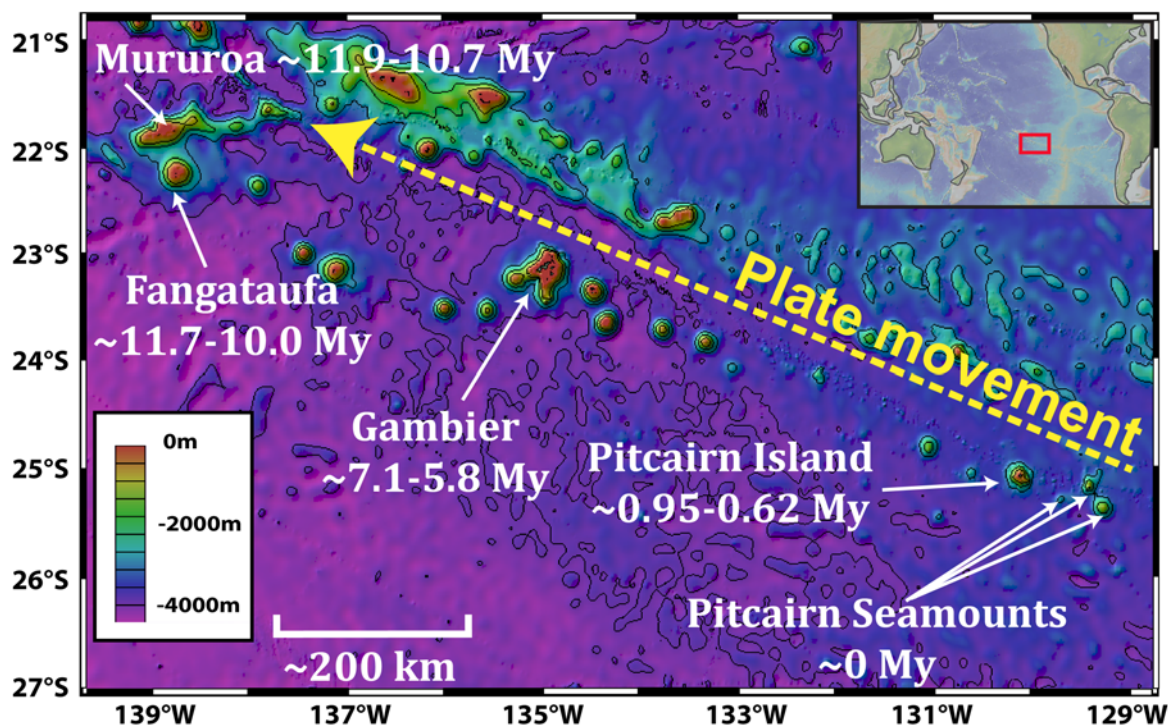 21°S
22°S
23°S
24°S
25°S
26°S
27°S
Mururoa ~11.9-10.7 My
Fangataufa
~11.7-10.0 My
Gambier
~7.1-5.8 My
Plate movement
Pitcairn Island
~0.95-0.62 My
Pitcairn Seamounts
~0 My
0m
-2000m
-4000m
~200 km
139°W
137°W
135°W
133°W
131°W
129°W